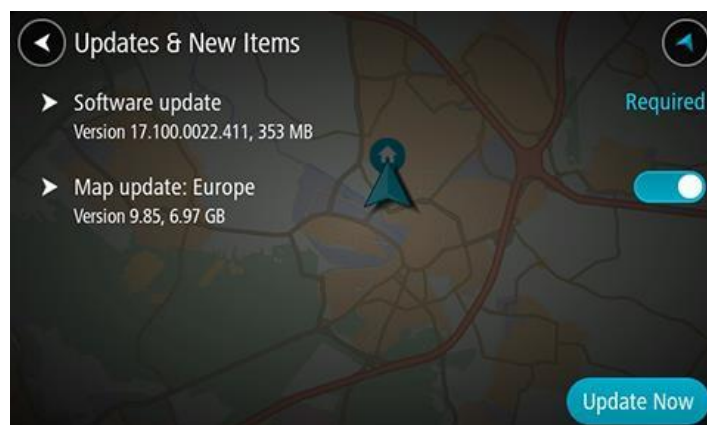 Updates & New Items
Software update
Required
Version 17.100.0022.411, 353 MB
Map update: Europe
Version 9.85, 6.97 GB
Update Now